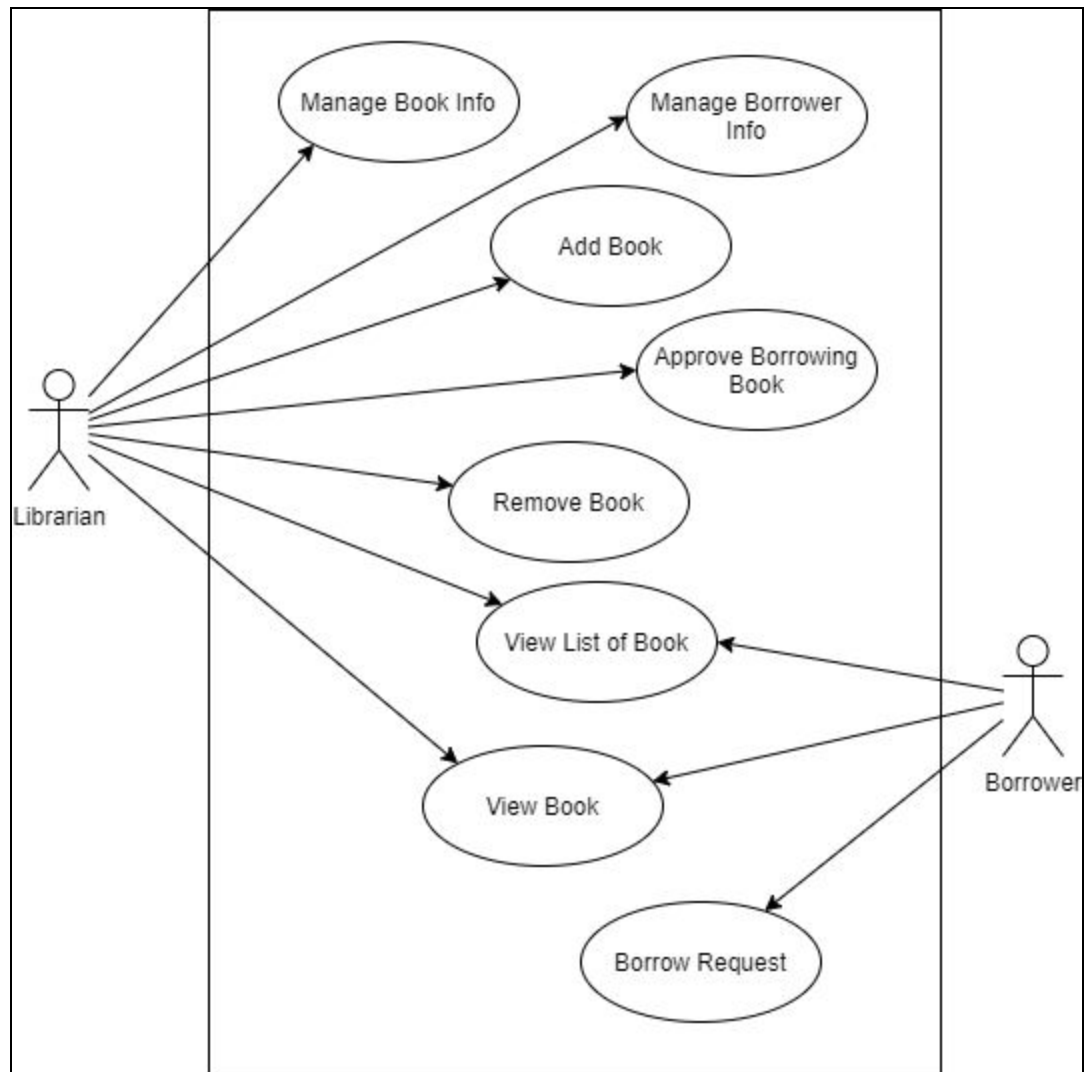 Manage Book Info
Manage Borrower
Info
Add Book
Approve Borrowing
Book
Librarian
Remove Book
View List of Book
Borrower
View Book
Borrow Request